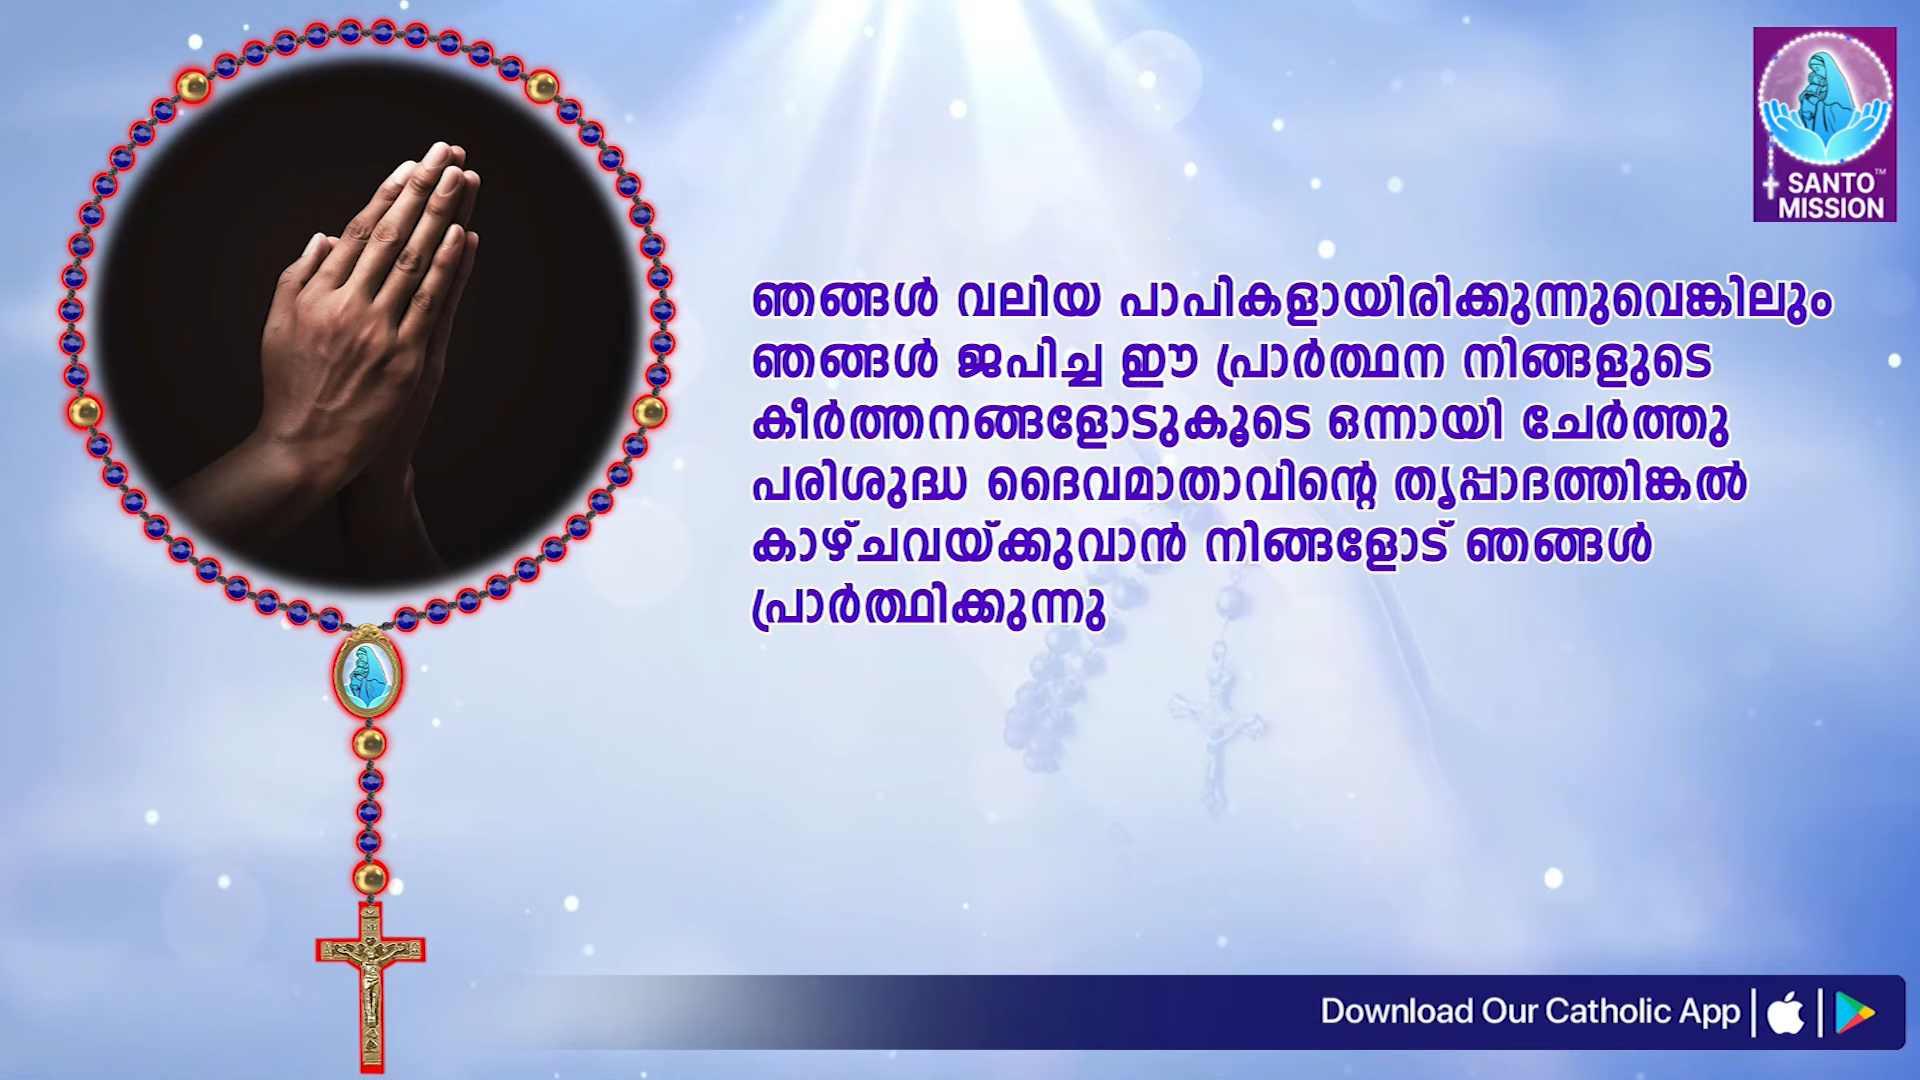 SANTO™
MISSION
ഞങ്ങൾ വലിയ പാപികളായിരിക്കുന്നുവെങ്കിലും
ഞങ്ങൾ ജപിച്ച ഈ പ്രാർത്ഥന നിങ്ങളുടെ
കീർത്തനങ്ങളോടുകൂടെ ഒന്നായി ചേർത്തു
പരിശുദ്ധ ദൈവമാതാവിന്റെ തൃപ്പാദത്തിങ്കൽ
കാഴ്ചവയ്ക്കുവാൻ നിങ്ങളോട് ഞങ്ങൾ
പ്രാർത്ഥിക്കുന്നു
Download Our Catholic App